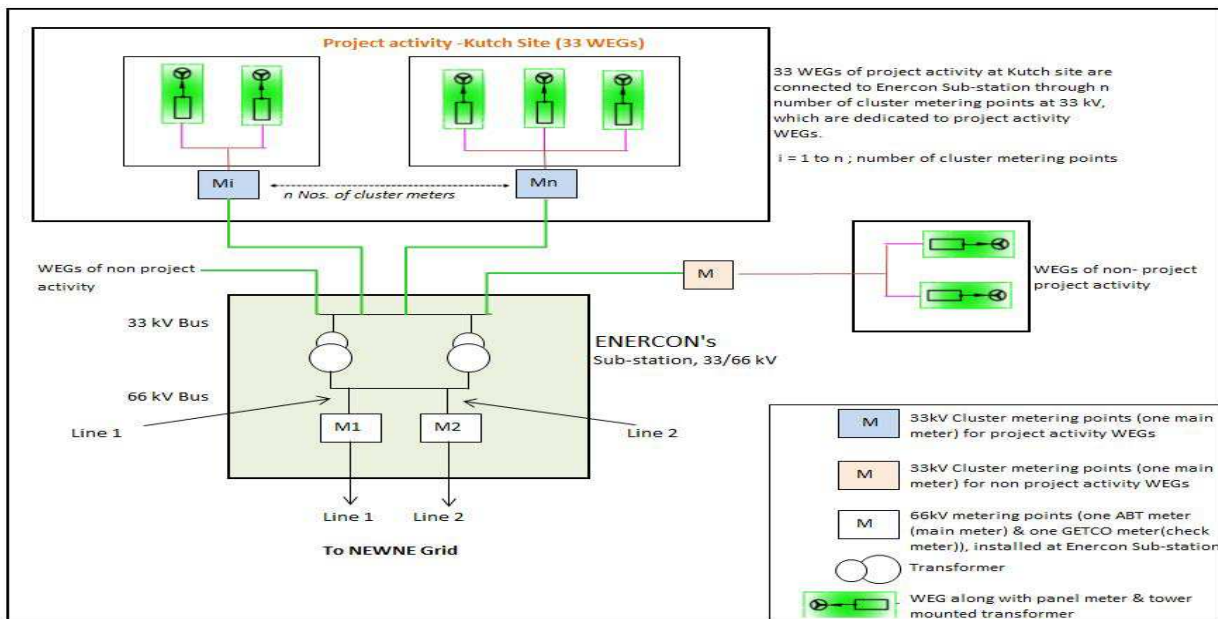 Project activity -Kutch Site (33 WEGs)
33 WEGs of project activity at Kutch site are
connected to Enercon Sub-station through n
number of cluster metering points at 33 kV,
which are dedicated to project activity
WEGs.
i = 1 to n ; number of cluster metering points
Mi
n Nos. of cluster meters
Mn
WEGs of non project
activity
M
WEGs of non- project
project activity
33 kV Bus
ENERCON's
Sub-station, 33/66 kV
66 kV Bus
Line 1
M1
M2
Line 2
Line 1
Line 2
To NEWNE Grid
M
33kV Cluster metering points (one main
meter) for project activity WEGs
M
33kV Cluster metering points (one main
meter) for non project activity WEGs
M
66kV metering points (one ABT meter
(main meter) & one GETCO meter(check
meter)), installed at Enercon Sub-station
Transformer
WEG along with panel meter & tower
mounted transformer